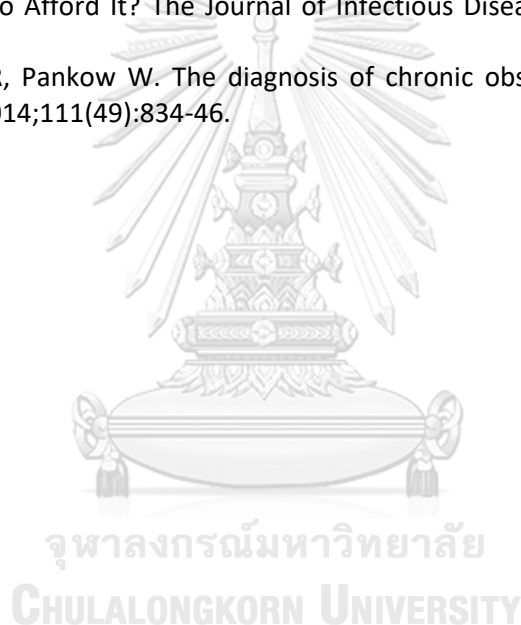 o Afford It? The Journal of Infectious Disea
, Pankow W. The diagnosis of chronic obs
014;111(49):834-46.
จุฬาลงกรณ์มหาวิทยาลัย
CHULALONGKORN UNIVERSITY